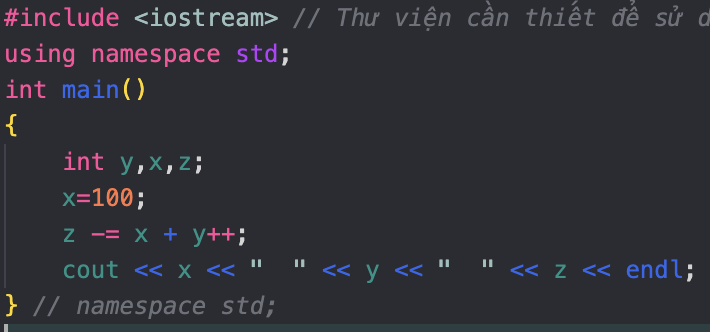 #include <iostream> // Thư viện cần thiết để sử
using namespace std;
int main()
{
int y,x,z;
x=100;
z -= x + y++;
cout << x << "  " << y << "  " << z << endl;
} // namespace std;